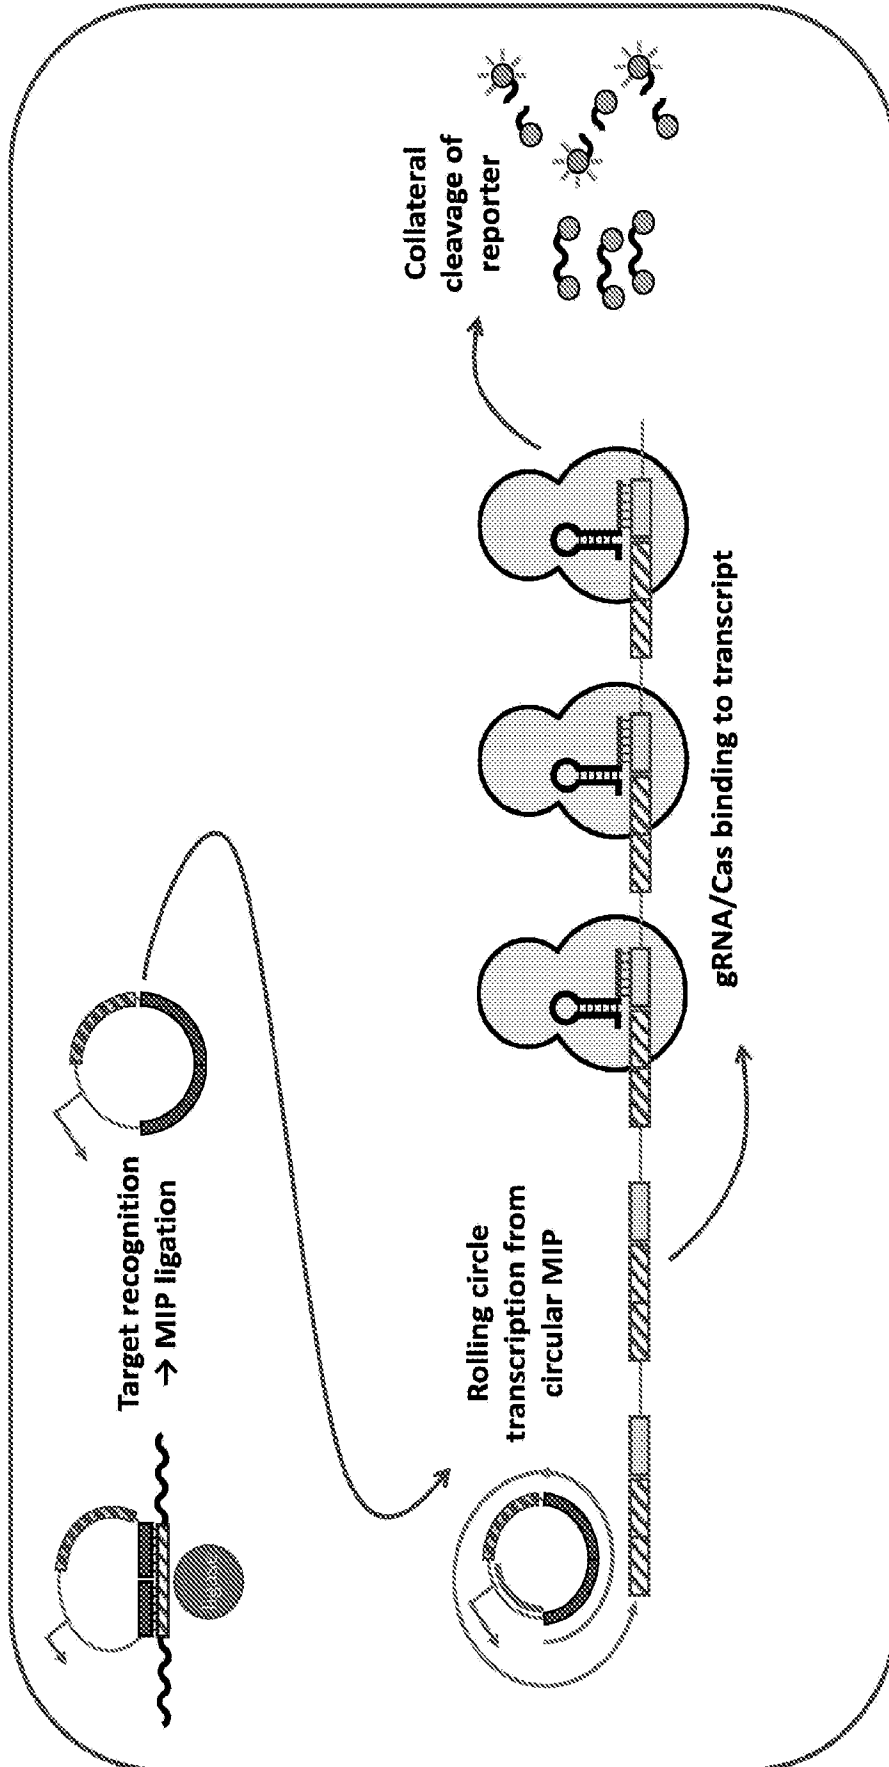 Target recognition
→ MIP ligation
Rolling circle
transcription from
circular MIP
gRNA/Cas binding to transcript
Collateral
cleavage of
reporter